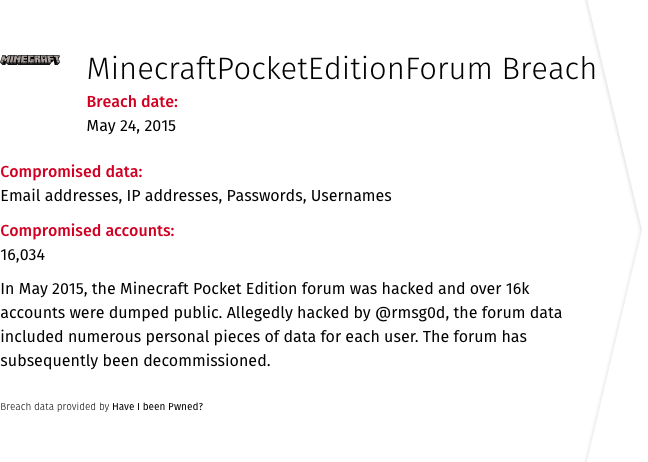 MINECRAFT
MinecraftPocketEditionForum Breach
Breach date:
May 24, 2015
Compromised data:
Email addresses, IP addresses, Passwords, Usernames
Compromised accounts:
16,034
In May 2015, the Minecraft Pocket Edition forum was hacked and over 16k
accounts were dumped public. Allegedly hacked by @rmsg0d, the forum data
included numerous personal pieces of data for each user. The forum has
subsequently been decommissioned.
Breach data provided by Have I been Pwned?